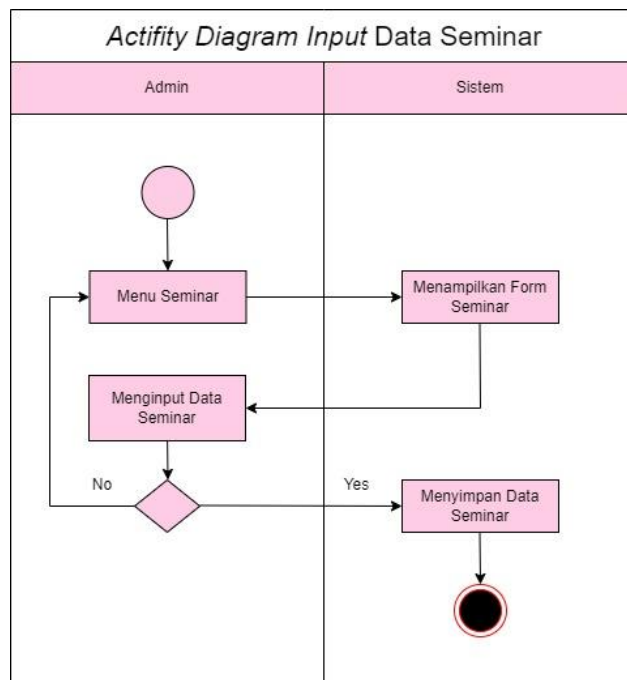 Actifity Diagram Input Data Seminar
Admin
Sistem
Menu Seminar
Menampilkan Form
Seminar
Menginput Data
Seminar
No
Yes
Menyimpan Data
Seminar